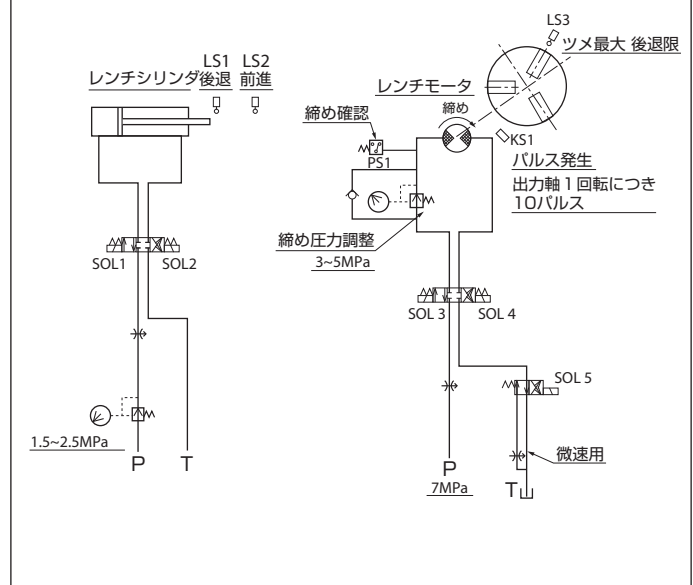 レンチシリンダ
LS1
後退
LS2
前進
SOL1
SOL2
1.5~2.5MPa
P
T
LS3
ツメ最大 後退限
レンチモータ
締め
締め確認
PS1
KS1
パルス発生
出力軸1回転につき
10パルス
締め圧力調整
3~5MPa
SOL 3
SOL 4
SOL 5
微速用
P
7MPa
T